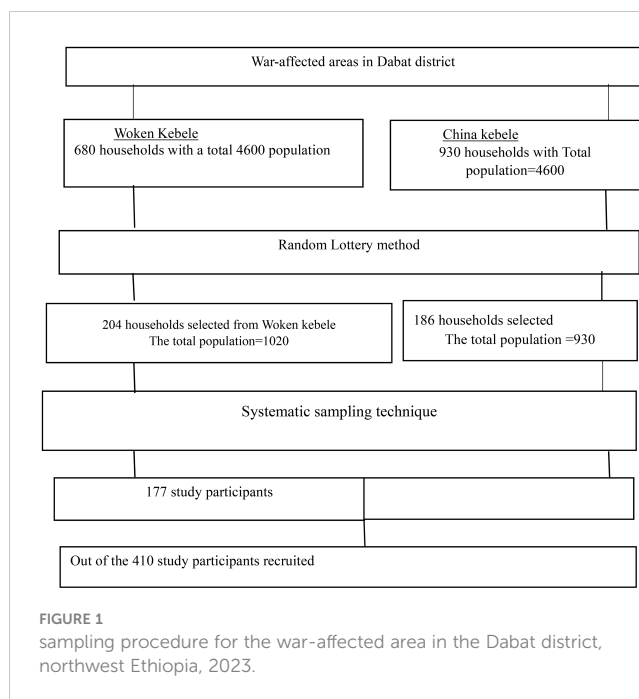 War-affected areas in Dabat district
Woken Kebele
680 households with a total 4600 population
China kebele
930 households with Total
population=4600
Random Lottery method
204 households selected from Woken kebele
The total population=1020
186 households selected
The total population =930
Systematic sampling technique
177 study participants
Out of the 410 study participants recruited
FIGURE 1
sampling procedure for the war-affected area in the Dabat district,
northwest Ethiopia, 2023.